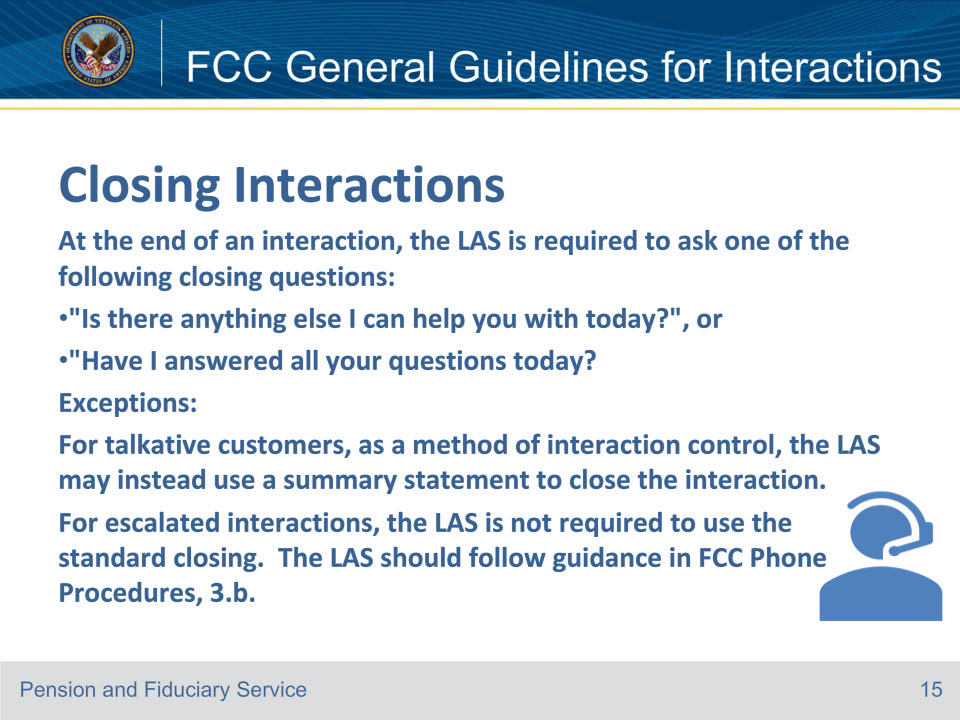 FCC General Guidelines for Interactions
Closing Interactions
At the end of an interaction, the LAS is required to ask one of the
following closing questions:
•"Is there anything else I can help you with today?", or
•"Have I answered all your questions today?
Exceptions:
For talkative customers, as a method of interaction control, the LAS
may instead use a summary statement to close the interaction.
For escalated interactions, the LAS is not required to use the
standard closing.  The LAS should follow guidance in FCC Phone
Procedures, 3.b.
Pension and Fiduciary Service
15